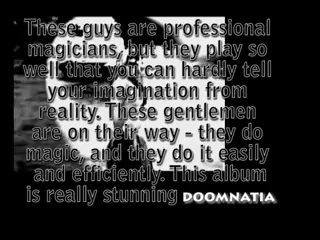 These guys are professional
magicians, but they play so
well that you can hardly tell
your imagination from
reality. These gentlemen
are on their way - they do
magic, and they do it easily
and efficiently. This album
is really stunning DOOMNATIA